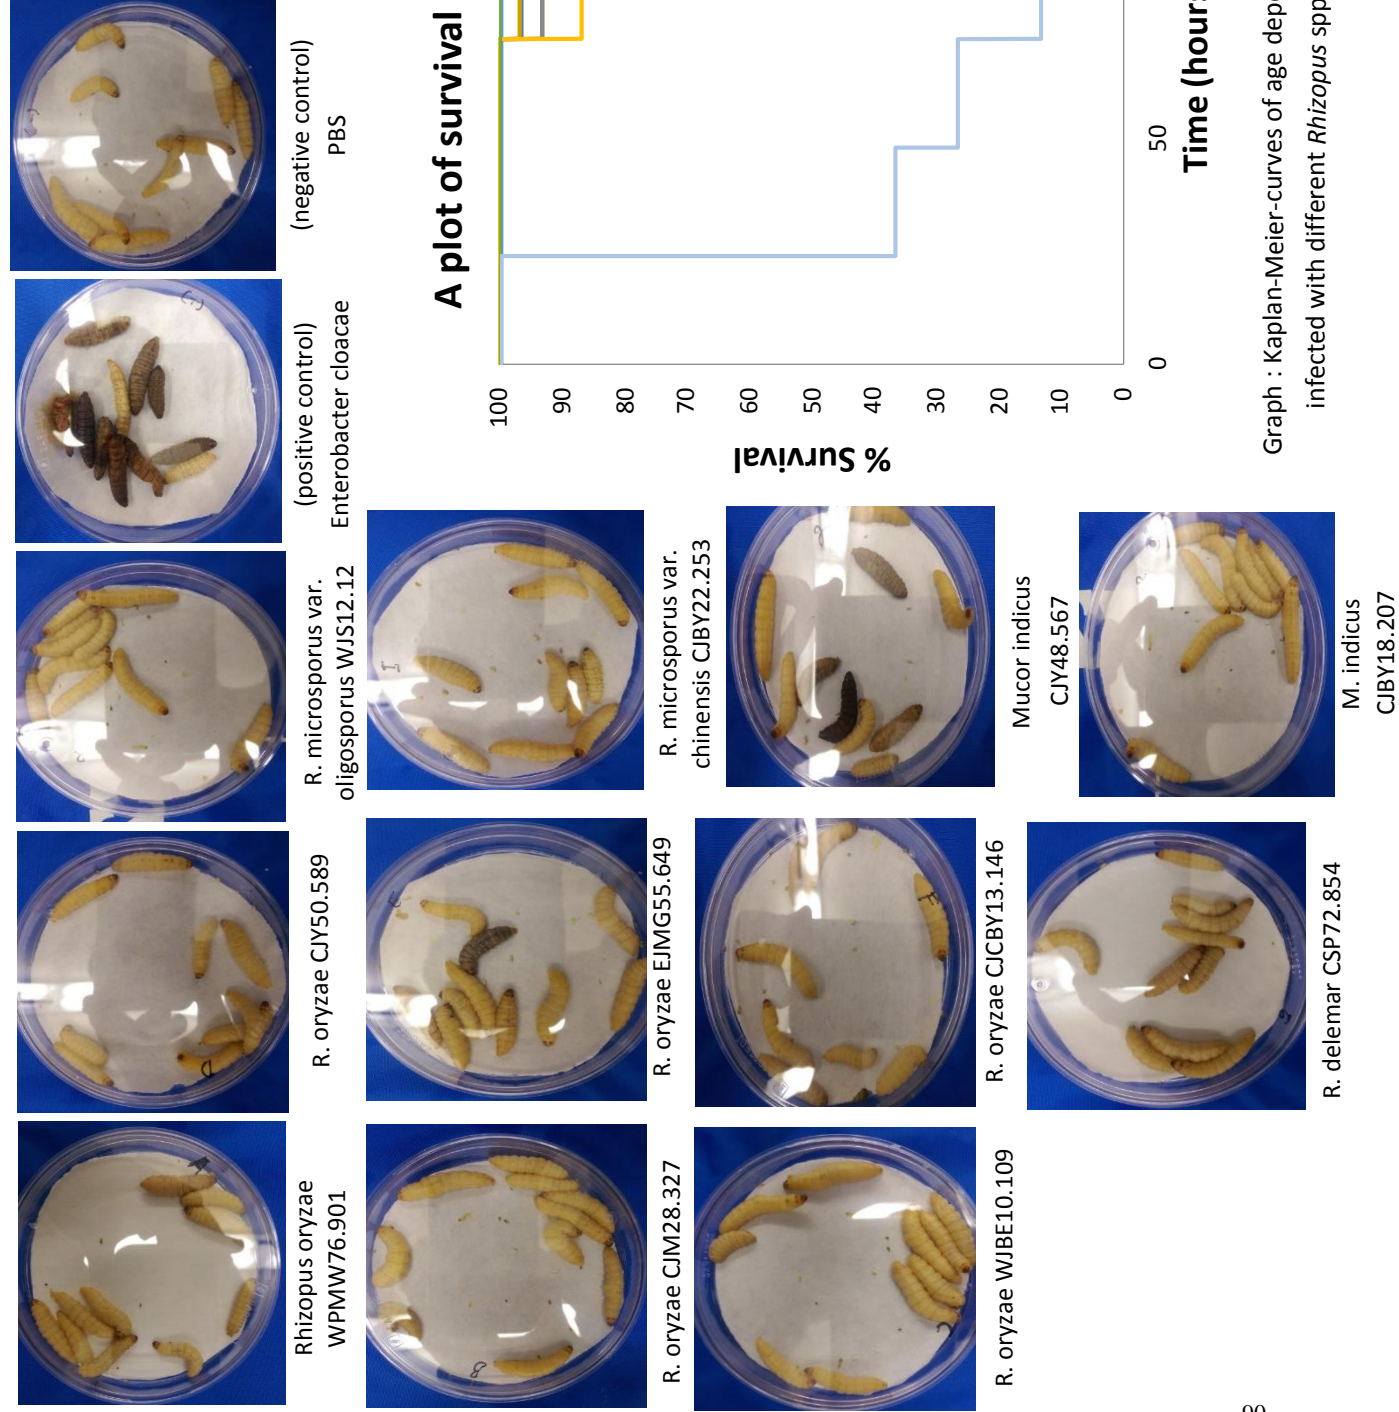 Rhizopus oryzae
WPMW76.901
R. oryzae CJY50.589
R. microsporus var.
oligosporus WJS12.12
(positive control)
Enterobacter cloacae
(negative control)
PBS
R. oryzae CJM28.327
R. oryzae EJMG55.649
R. microsporus var.
chinensis CJBY22.253
R. oryzae WJBE10.109
R. oryzae CJCBY13.146
Mucor indicus
CJY48.567
R. delemar CSP72.854
M. indicus
CJBY18.207
A plot of survival
% Survival
100
90
80
70
60
50
40
30
20
10
0
0
50
Time (hours
Graph : Kaplan-Meier-curves of age depe
infected with different Rhizopus spp